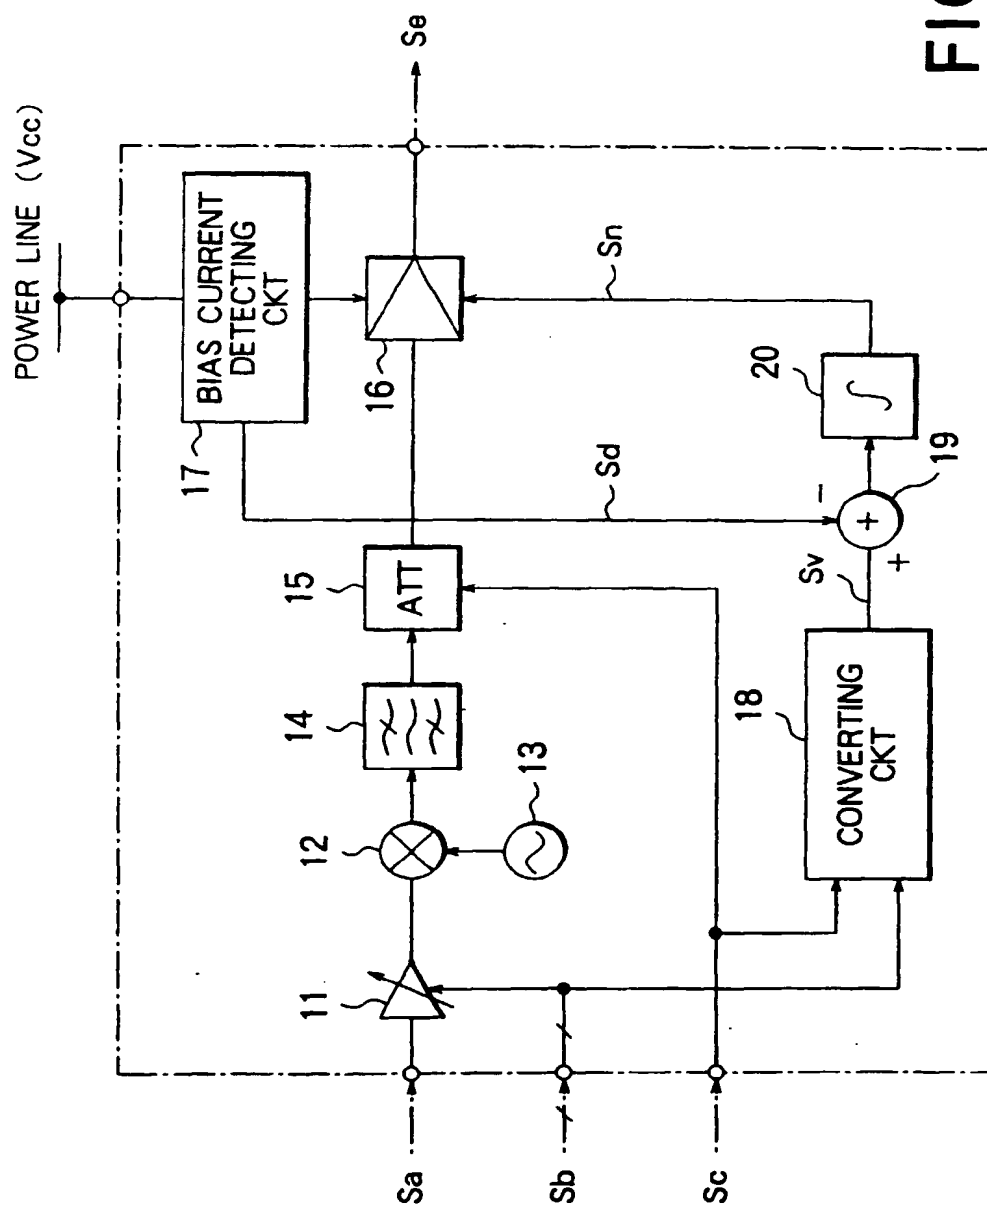 POWER LINE (Vcc)
BIAS CURRENT
DETECTING
CKT
17
16
Se
Sn
Sd
20
∫
19
+
-
+
Sv
15
ATT
14
13
12
11
18
CONVERTING
CKT
Sa
Sb
Sc